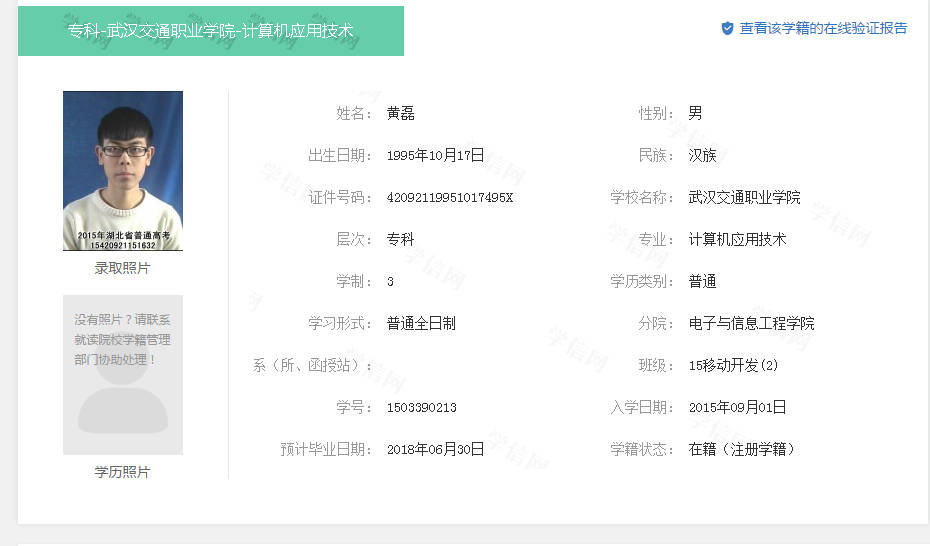 专科-武汉交通职业学院-计算机应用技术
查看该学籍的在线验证报告
2015年湖北省普通高考
15420921151632
录取照片
没有照片？请联系
就读院校学籍管理
部门协助处理！
学历照片
姓名： 黄磊 性别： 男
出生日期： 1995年10月17日 民族： 汉族
证件号码： 42092119951017495X 学校名称： 武汉交通职业学院
层次： 专科 专业： 计算机应用技术
学制： 3 学历类别： 普通
学习形式： 普通全日制 分院： 电子与信息工程学院
系（所、函授站）： 班级： 15移动开发(2)
学号： 1503390213 入学日期： 2015年09月01日
预计毕业日期： 2018年06月30日 学籍状态： 在籍（注册学籍）
学信网